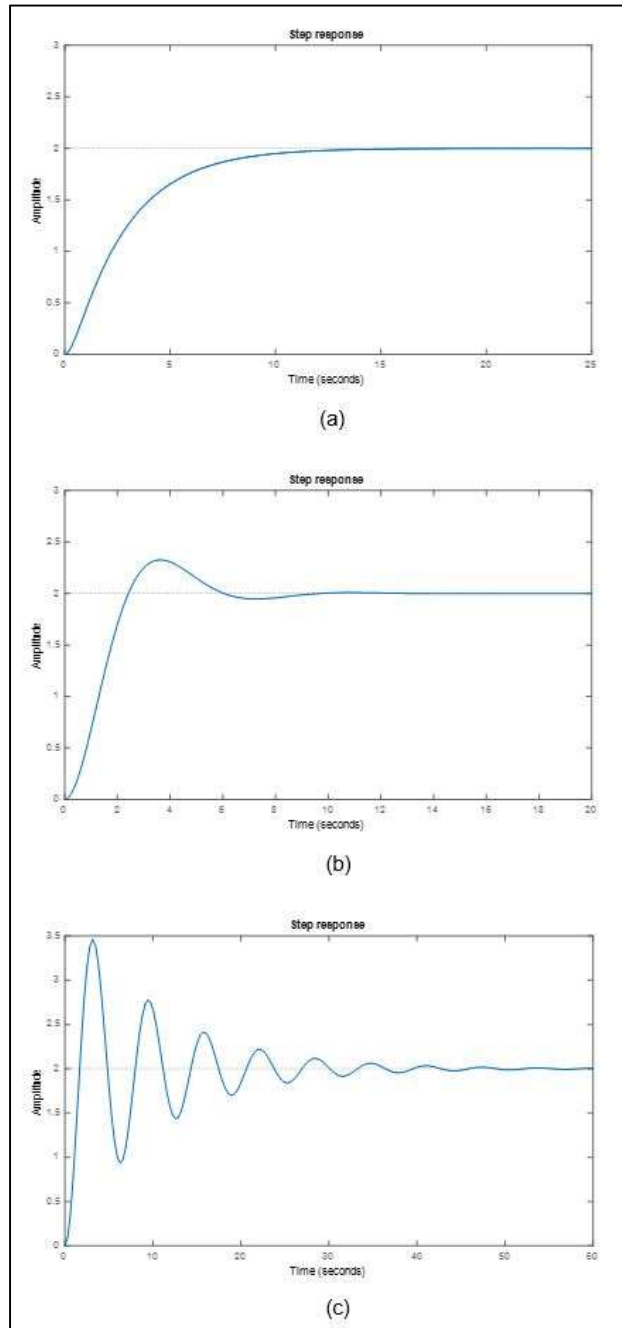 Step response
3
2.5
2
1.5
1
0.5
0
Amplitude
0 5 10 15 20 25
Time (seconds)
(a)
Step response
3
2.5
2
1.5
1
0.5
0
Amplitude
0 2 4 6 8 10 12 14 16 18 20
Time (seconds)
(b)
Step response
3.5
3
2.5
2
1.5
1
0.5
0
Amplitude
0 10 20 30 40 50 60
Time (seconds)
(c)